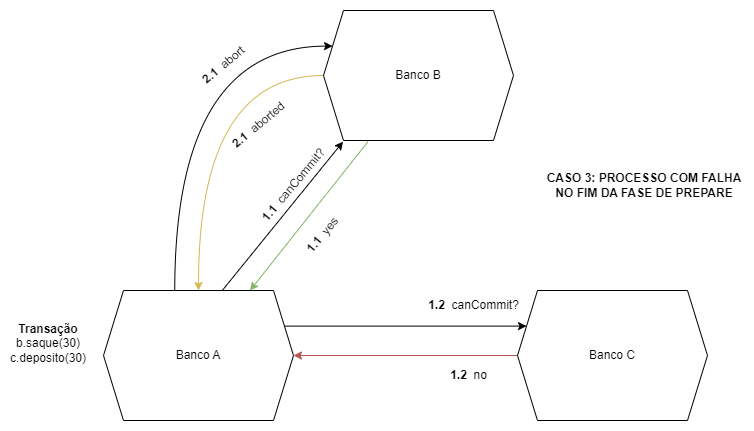 Banco B
2.1 abort
2.1 aborted
1.1 canCommit?
1.1 yes
CASO 3: PROCESSO COM FALHA
NO FIM DA FASE DE PREPARE
Transação
b.saque(30)
c.deposito(30)
Banco A
1.2 canCommit?
1.2 no
Banco C